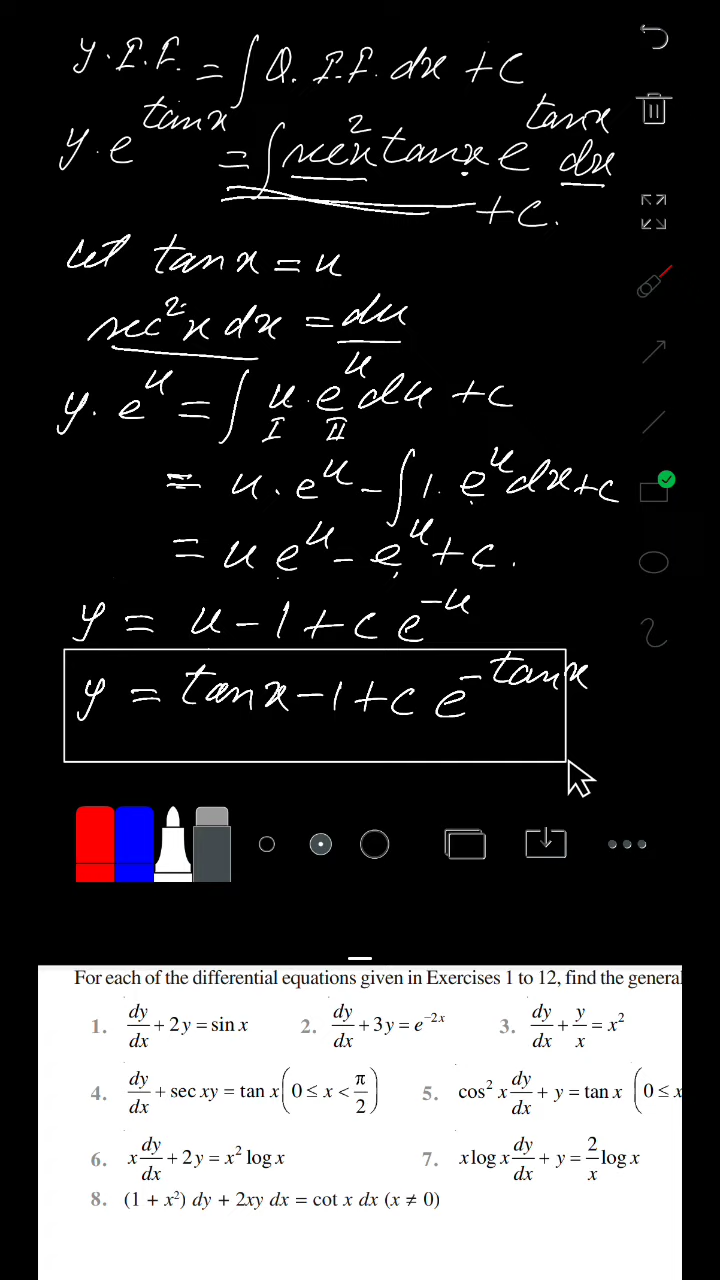 y.I.F. = ∫Q. I.F. dx + c
y.e^{tanx} = ∫sec²x tanx e^{tanx} dx
+c.
let tanx = u
sec²x dx = du
y. e^u = ∫ u . e^u du + c
I II
= u.e^u - ∫1. e^u dx + c
= u e^u - e^u + c.
y = u - 1 + c e^{-u}
y = tanx - 1 + c e^{-tanx}
For each of the differential equations given in Exercises 1 to 12, find the general
1. dy/dx + 2y = sin x 2. dy/dx + 3y = e^{-2x} 3. dy/dx + y/x = x²
4. dy/dx + sec xy = tan x (0 ≤ x < π/2) 5. cos² x dy/dx + y = tan x (0 ≤ x
6. x dy/dx + 2y = x² log x 7. x log x dy/dx + y = 2/x log x
8. (1 + x²) dy + 2xy dx = cot x dx (x ≠ 0)